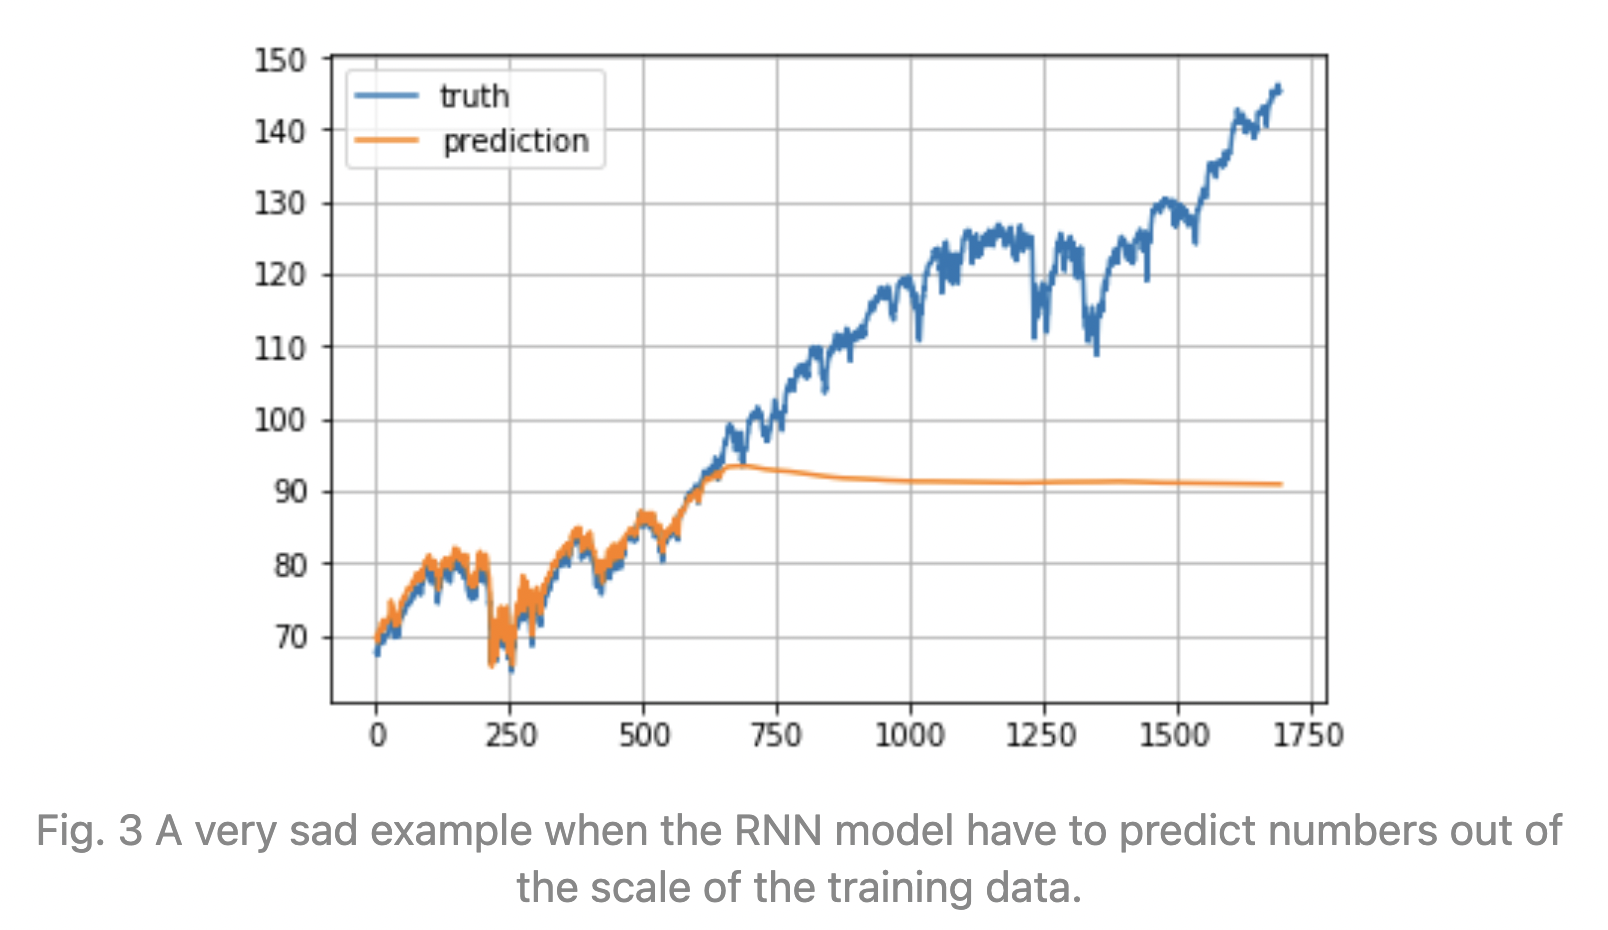 150
140
130
120
110
100
90
80
70
truth
prediction
0 250 500 750 1000 1250 1500 1750
Fig. 3 A very sad example when the RNN model have to predict numbers out of
the scale of the training data.